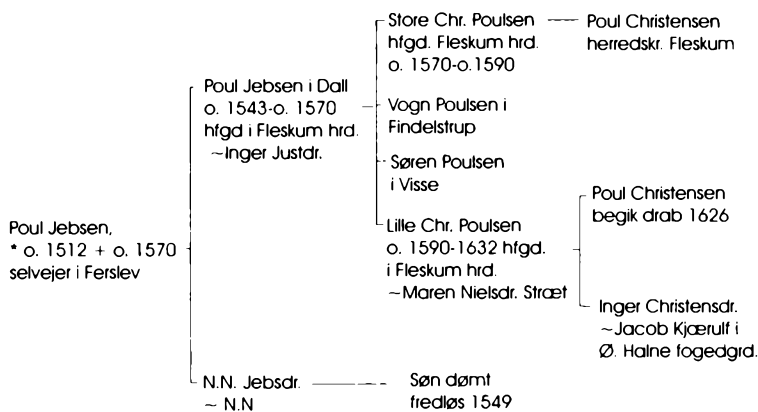 Store Chr. Poulsen
hfgd. Fleskum hrd.
o. 1570-o.1590
Poul Christensen
herredskr. Fleskum
Poul Jebsen i Dall
o. 1543-o. 1570
hfgd i Fleskum hrd.
~Inger Justdr.
Vogn Poulsen i
Findelstrup
Søren Poulsen
i Visse
Poul Jebsen,
* o. 1512 + o. 1570
selvejer i Ferslev
Lille Chr. Poulsen
o. 1590-1632 hfgd.
i Fleskum hrd.
~Maren Nielsdr. Stræt
Poul Christensen
begik drab 1626
Inger Christensdr.
~Jacob Kjærulf i
Ø. Halne fogedgrd.
N.N. Jebsdr.
~ N.N
Søn dømt
fredløs 1549